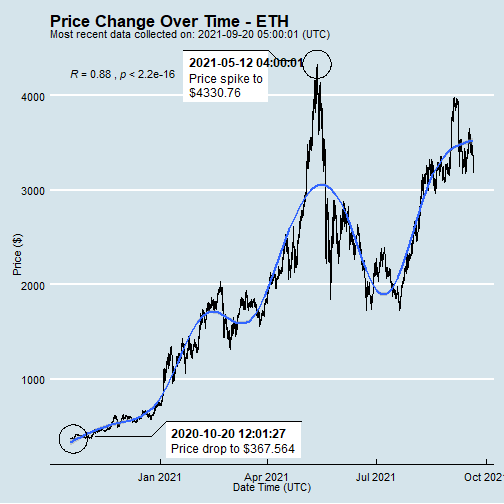 Price Change Over Time - ETH
Most recent data collected on: 2021-09-20 05:00:01 (UTC)
R = 0.88 , p < 2.2e-16
2021-05-12 04:00:01
Price spike to
$4330.76
4000
3000
2000
1000
Price ($)
2020-10-20 12:01:27
Price drop to $367.564
Jan 2021
Apr 2021
Jul 2021
Oct 202
Date Time (UTC)